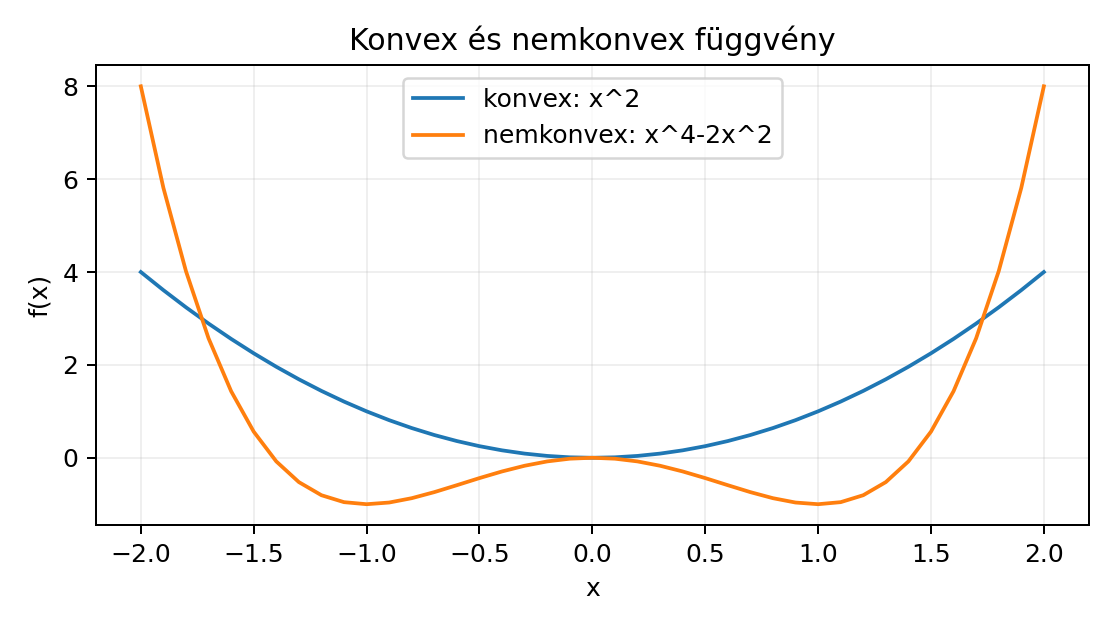 Konvex és nemkonvex függvény
konvex: x^2
nemkonvex: x^4-2x^2
f(x)
8
6
4
2
0
−2.0 −1.5 −1.0 −0.5 0.0 0.5 1.0 1.5 2.0
x